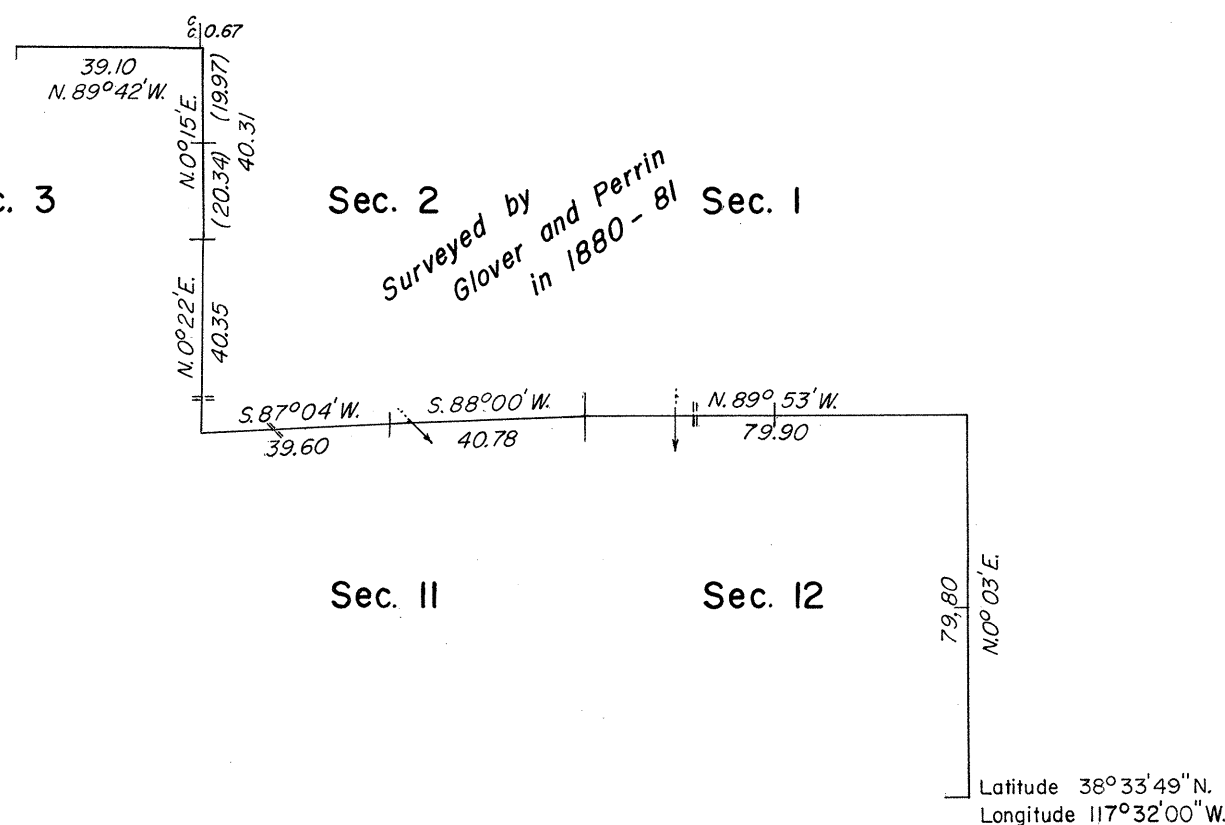 C
C 0.67
39.10
N. 89° 42' W.
N. 0° 15' E.
(19.97)
40.31
(20.34)
c. 3
Sec. 2
Surveyed by
Glover and Perrin
in 1880 - 81
Sec. 1
N. 0° 22' E.
40.35
S. 87° 04' W.
39.60
S. 88° 00' W.
40.78
N. 89° 53' W.
79.90
Sec. 11
Sec. 12
79,80
N. 0° 03' E.
Latitude 38° 33' 49" N.
Longitude 117° 32' 00" W.